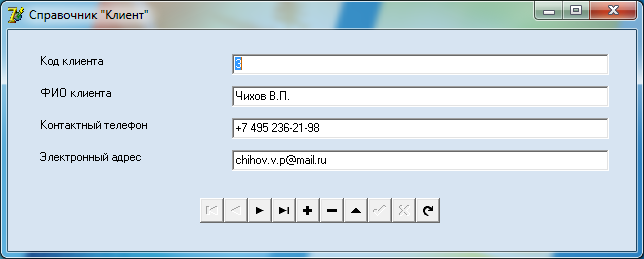 Справочник "Клиент"
Код клиента 3
ФИО клиента Чихов В.П.
Контактный телефон +7 495 236-21-98
Электронный адрес chihov.v.p@mail.ru